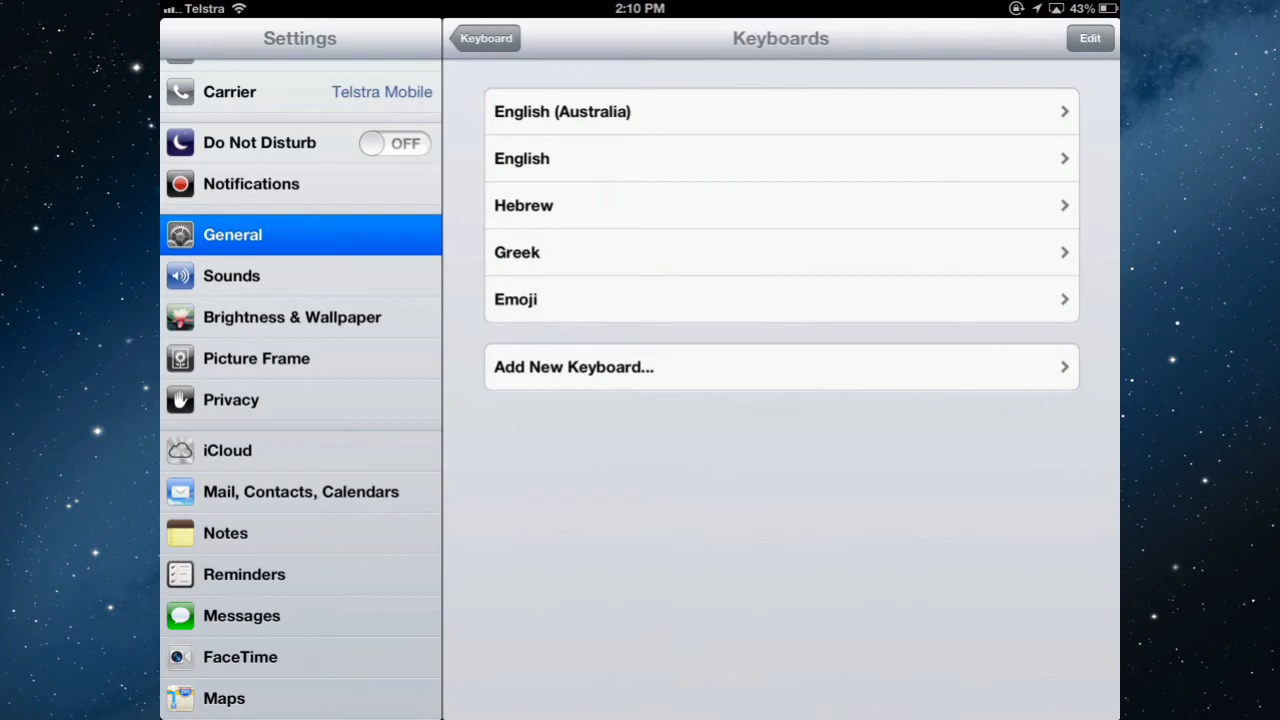 Telstra
2:10 PM
43%
Settings
Carrier
Telstra Mobile
Do Not Disturb
OFF
Notifications
General
Sounds
Brightness & Wallpaper
Picture Frame
Privacy
iCloud
Mail, Contacts, Calendars
Notes
Reminders
Messages
FaceTime
Maps
Keyboard
Keyboards
Edit
English (Australia)
English
Hebrew
Greek
Emoji
Add New Keyboard...